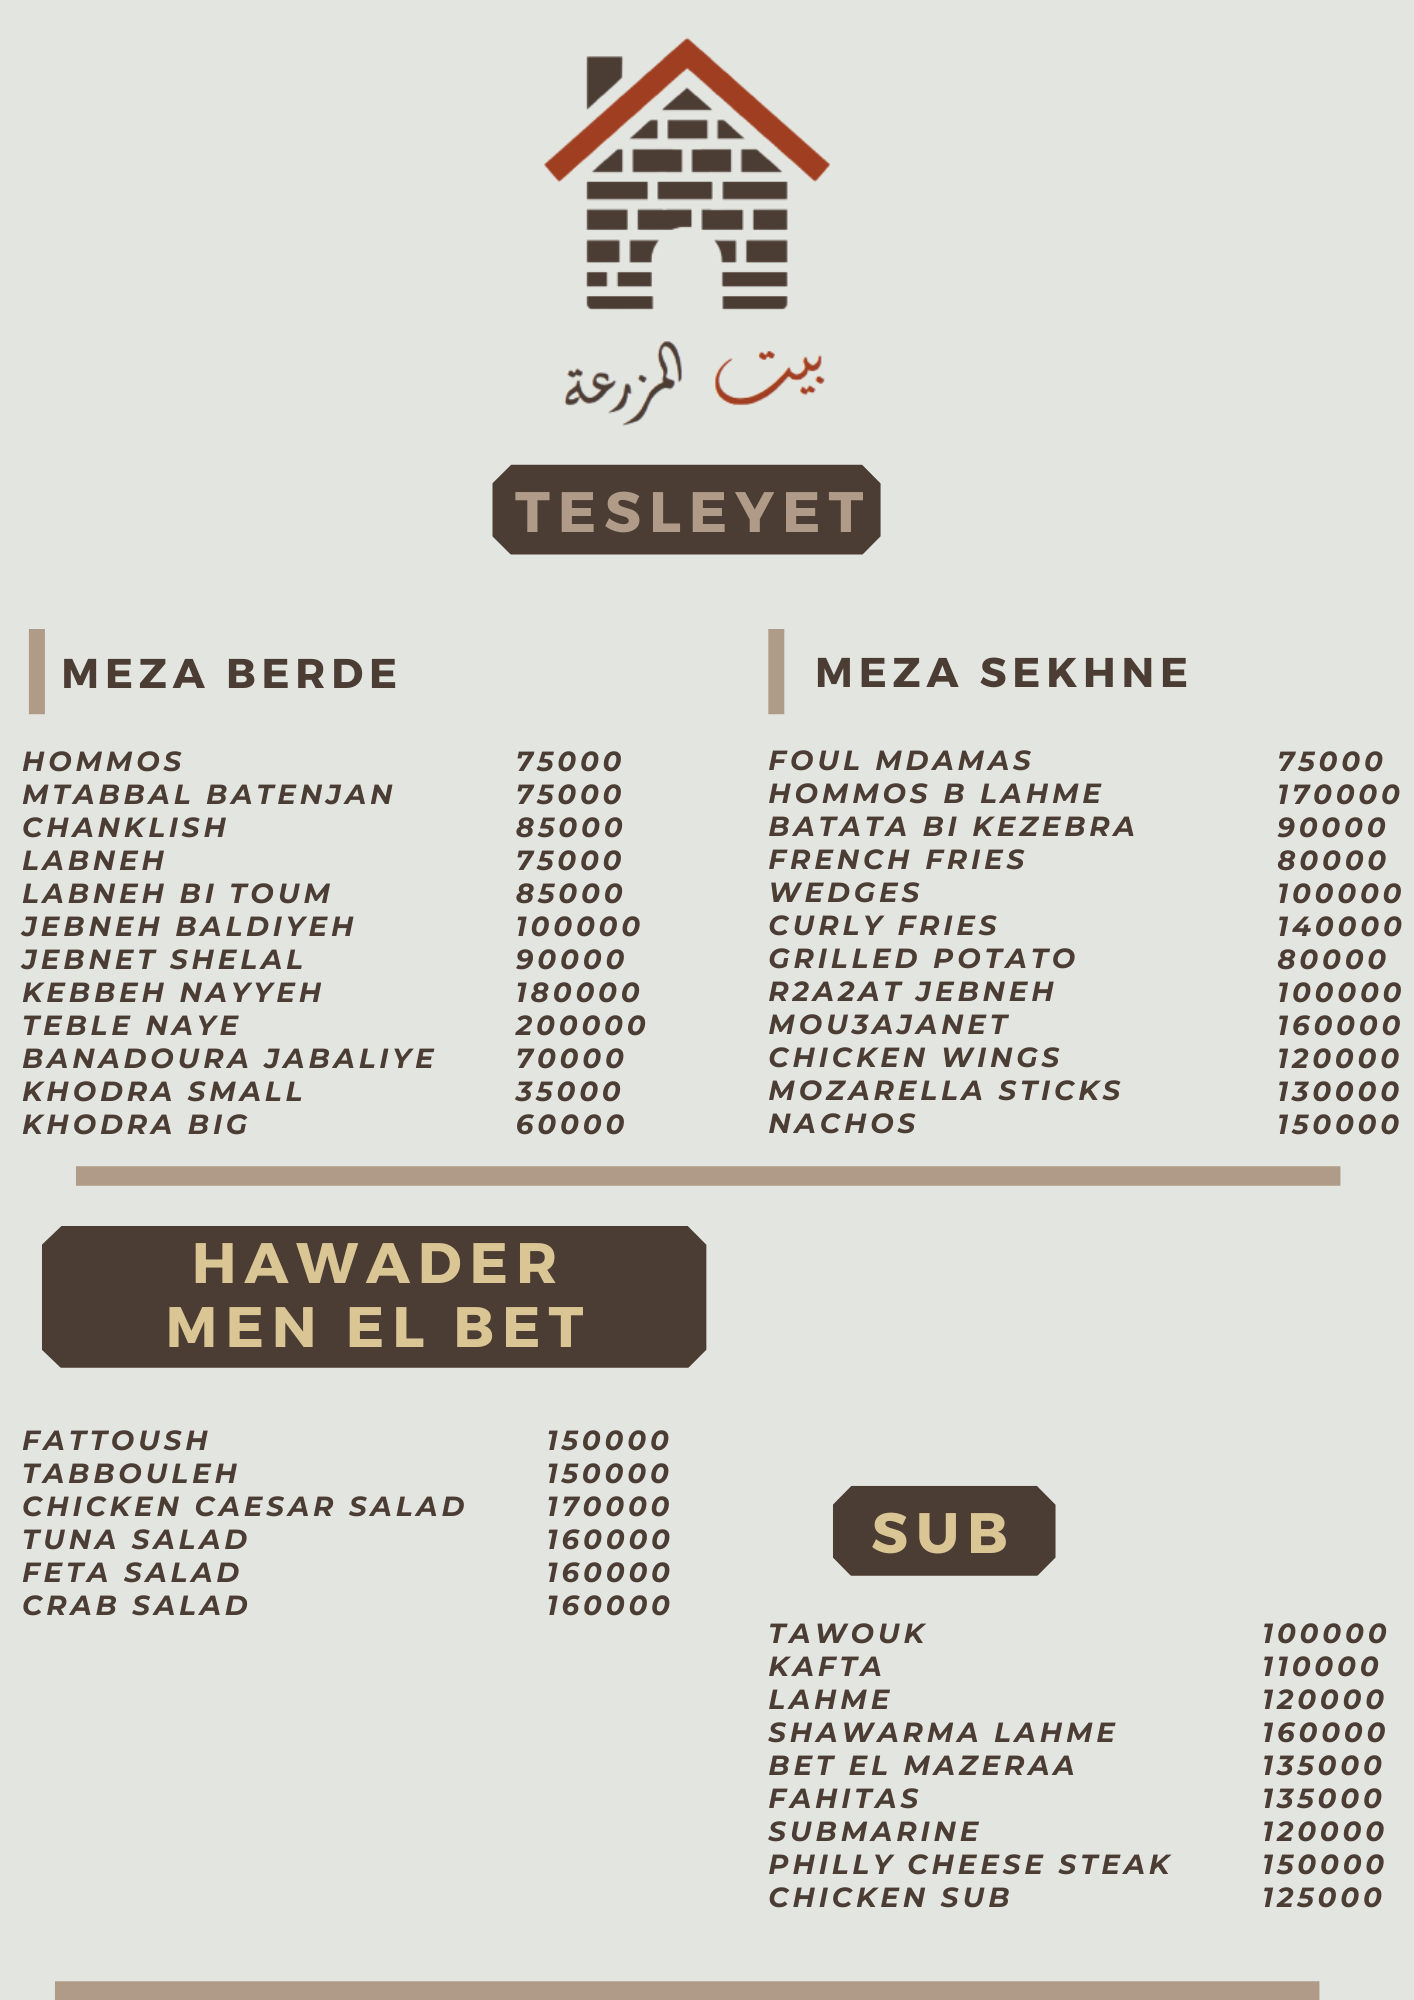 بيت المزرعة
TESLEYET
MEZA BERDE
HOMMOS 75000
MTABBAL BATENJAN 75000
CHANKLISH 85000
LABNEH 75000
LABNEH BI TOUM 85000
JEBNEH BALDIYEH 100000
JEBNET SHELAL 90000
KEBBEH NAYYEH 180000
TEBLE NAYE 200000
BANADOURA JABALIYE 70000
KHODRA SMALL 35000
KHODRA BIG 60000
MEZA SEKHNE
FOUL MDAMAS 75000
HOMMOS B LAHME 170000
BATATA BI KEZEBRA 90000
FRENCH FRIES 80000
WEDGES 100000
CURLY FRIES 140000
GRILLED POTATO 80000
R2A2AT JEBNEH 100000
MOU3AJANET 160000
CHICKEN WINGS 120000
MOZARELLA STICKS 130000
NACHOS 150000
HAWADER
MEN EL BET
FATTOUSH 150000
TABBOULEH 150000
CHICKEN CAESAR SALAD 170000
TUNA SALAD 160000
FETA SALAD 160000
CRAB SALAD 160000
SUB
TAWOUK 100000
KAFTA 110000
LAHME 120000
SHAWARMA LAHME 160000
BET EL MAZERAA 135000
FAHITAS 135000
SUBMARINE 120000
PHILLY CHEESE STEAK 150000
CHICKEN SUB 125000